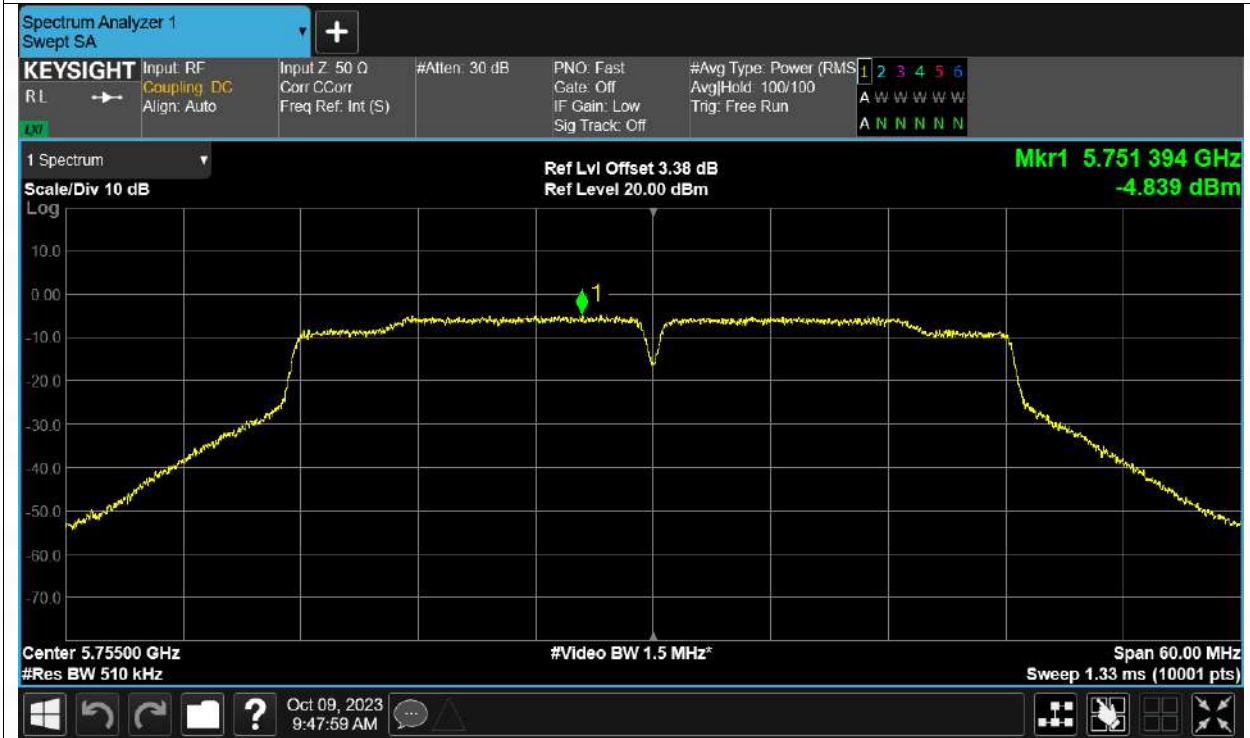 Spectrum Analyzer 1
Swept SA
+
KEYSIGHT Input: RF Input Z: 50 Ω #Atten: 30 dB PNO: Fast #Avg Type: Power (RMS 1 2 3 4 5 6
RL Coupling: DC Corr CCorr Gate: Off Avg|Hold: 100/100 A W W W W W
Align: Auto Freq Ref: Int (S) IF Gain: Low Trig: Free Run
LXI Sig Track: Off A N N N N N
1 Spectrum Ref Lvl Offset 3.38 dB Mkr1 5.751 394 GHz
Scale/Div 10 dB Ref Level 20.00 dBm -4.839 dBm
Log
10.0
0.00
1
-10.0
-20.0
-30.0
-40.0
-50.0
-60.0
-70.0
Center 5.75500 GHz #Video BW 1.5 MHz* Span 60.00 MHz
#Res BW 510 kHz Sweep 1.33 ms (10001 pts)
? Oct 09, 2023
9:47:59 AM